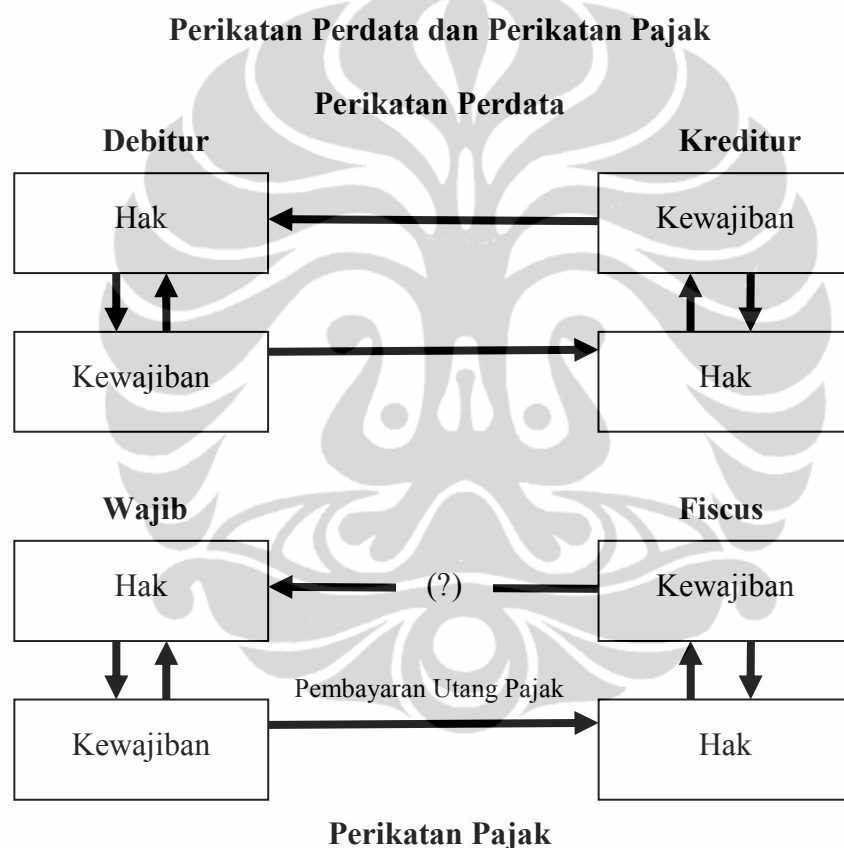 Perikatan Perdata dan Perikatan Pajak
Perikatan Perdata
Debitur Kreditur
Hak Kewajiban
Kewajiban Hak
Wajib Fiscus
Hak (?) Kewajiban
Pembayaran Utang Pajak
Kewajiban Hak
Perikatan Pajak